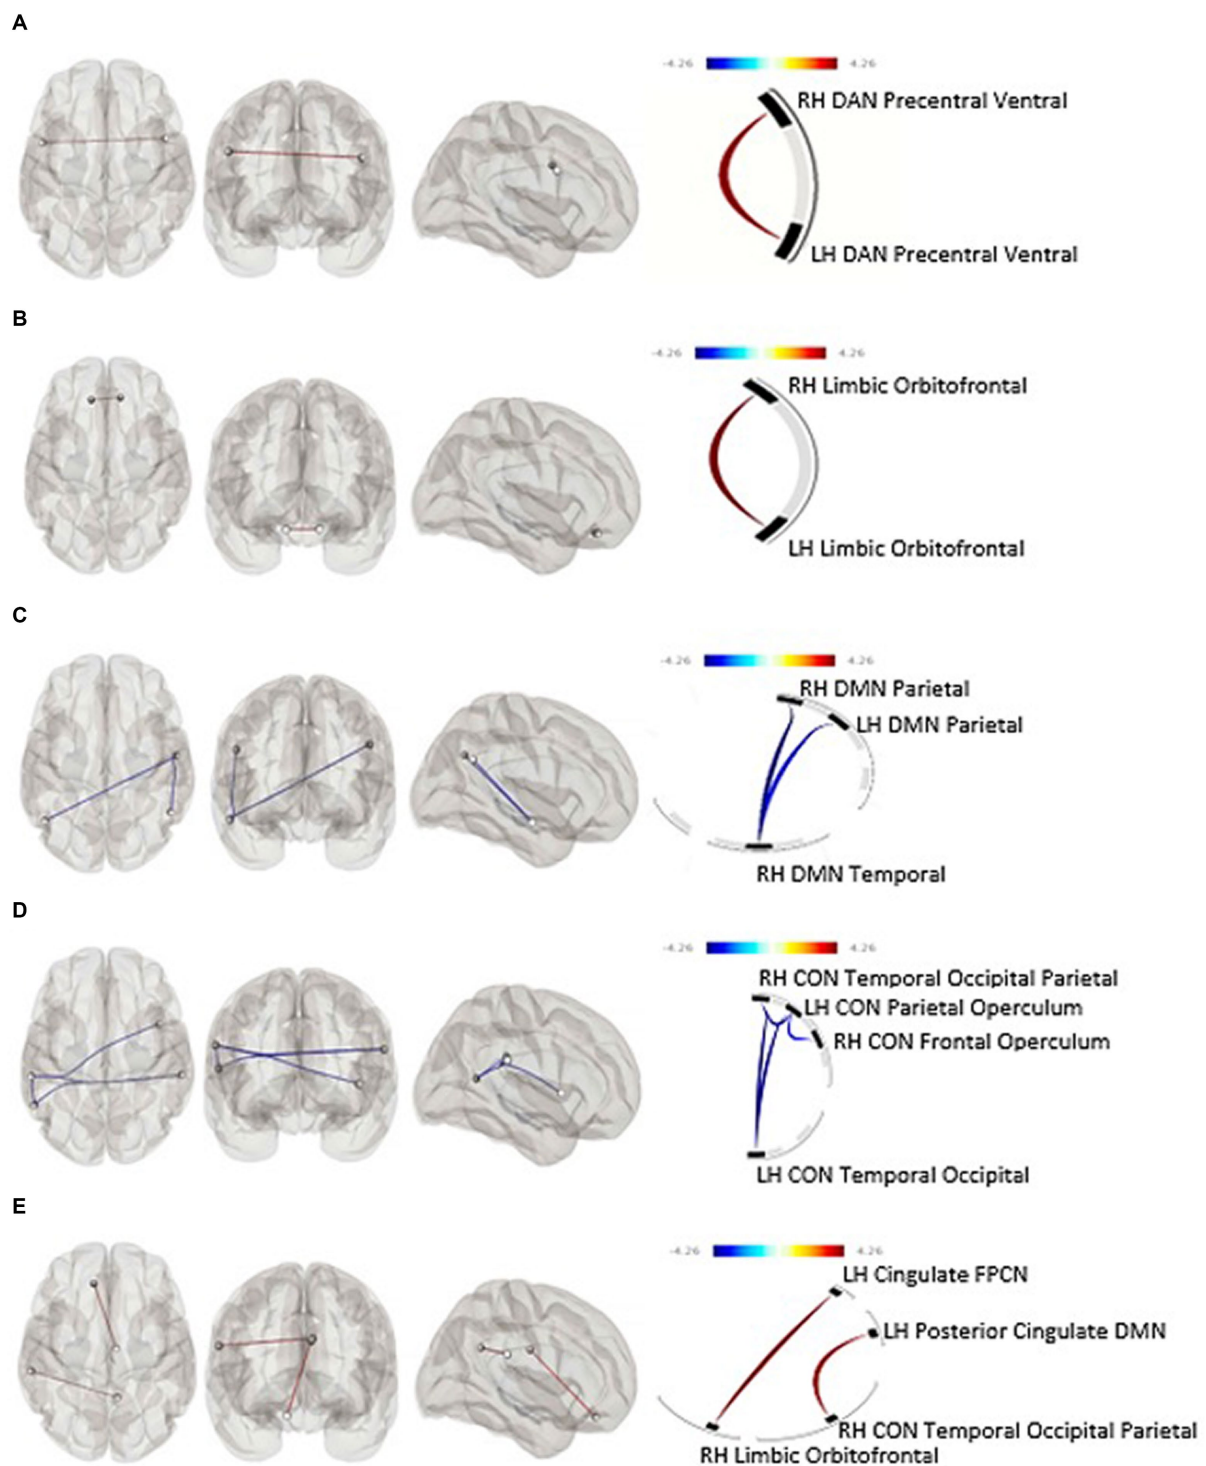 A
-4.26 4.26
RH DAN Precentral Ventral
LH DAN Precentral Ventral
B
-4.26 4.26
RH Limbic Orbitofrontal
LH Limbic Orbitofrontal
C
-4.26 4.26
RH DMN Parietal
LH DMN Parietal
RH DMN Temporal
D
-4.26 4.26
RH CON Temporal Occipital Parietal
LH CON Parietal Operculum
RH CON Frontal Operculum
LH CON Temporal Occipital
E
-4.26 4.26
LH Cingulate FPCN
LH Posterior Cingulate DMN
RH CON Temporal Occipital Parietal
RH Limbic Orbitofrontal